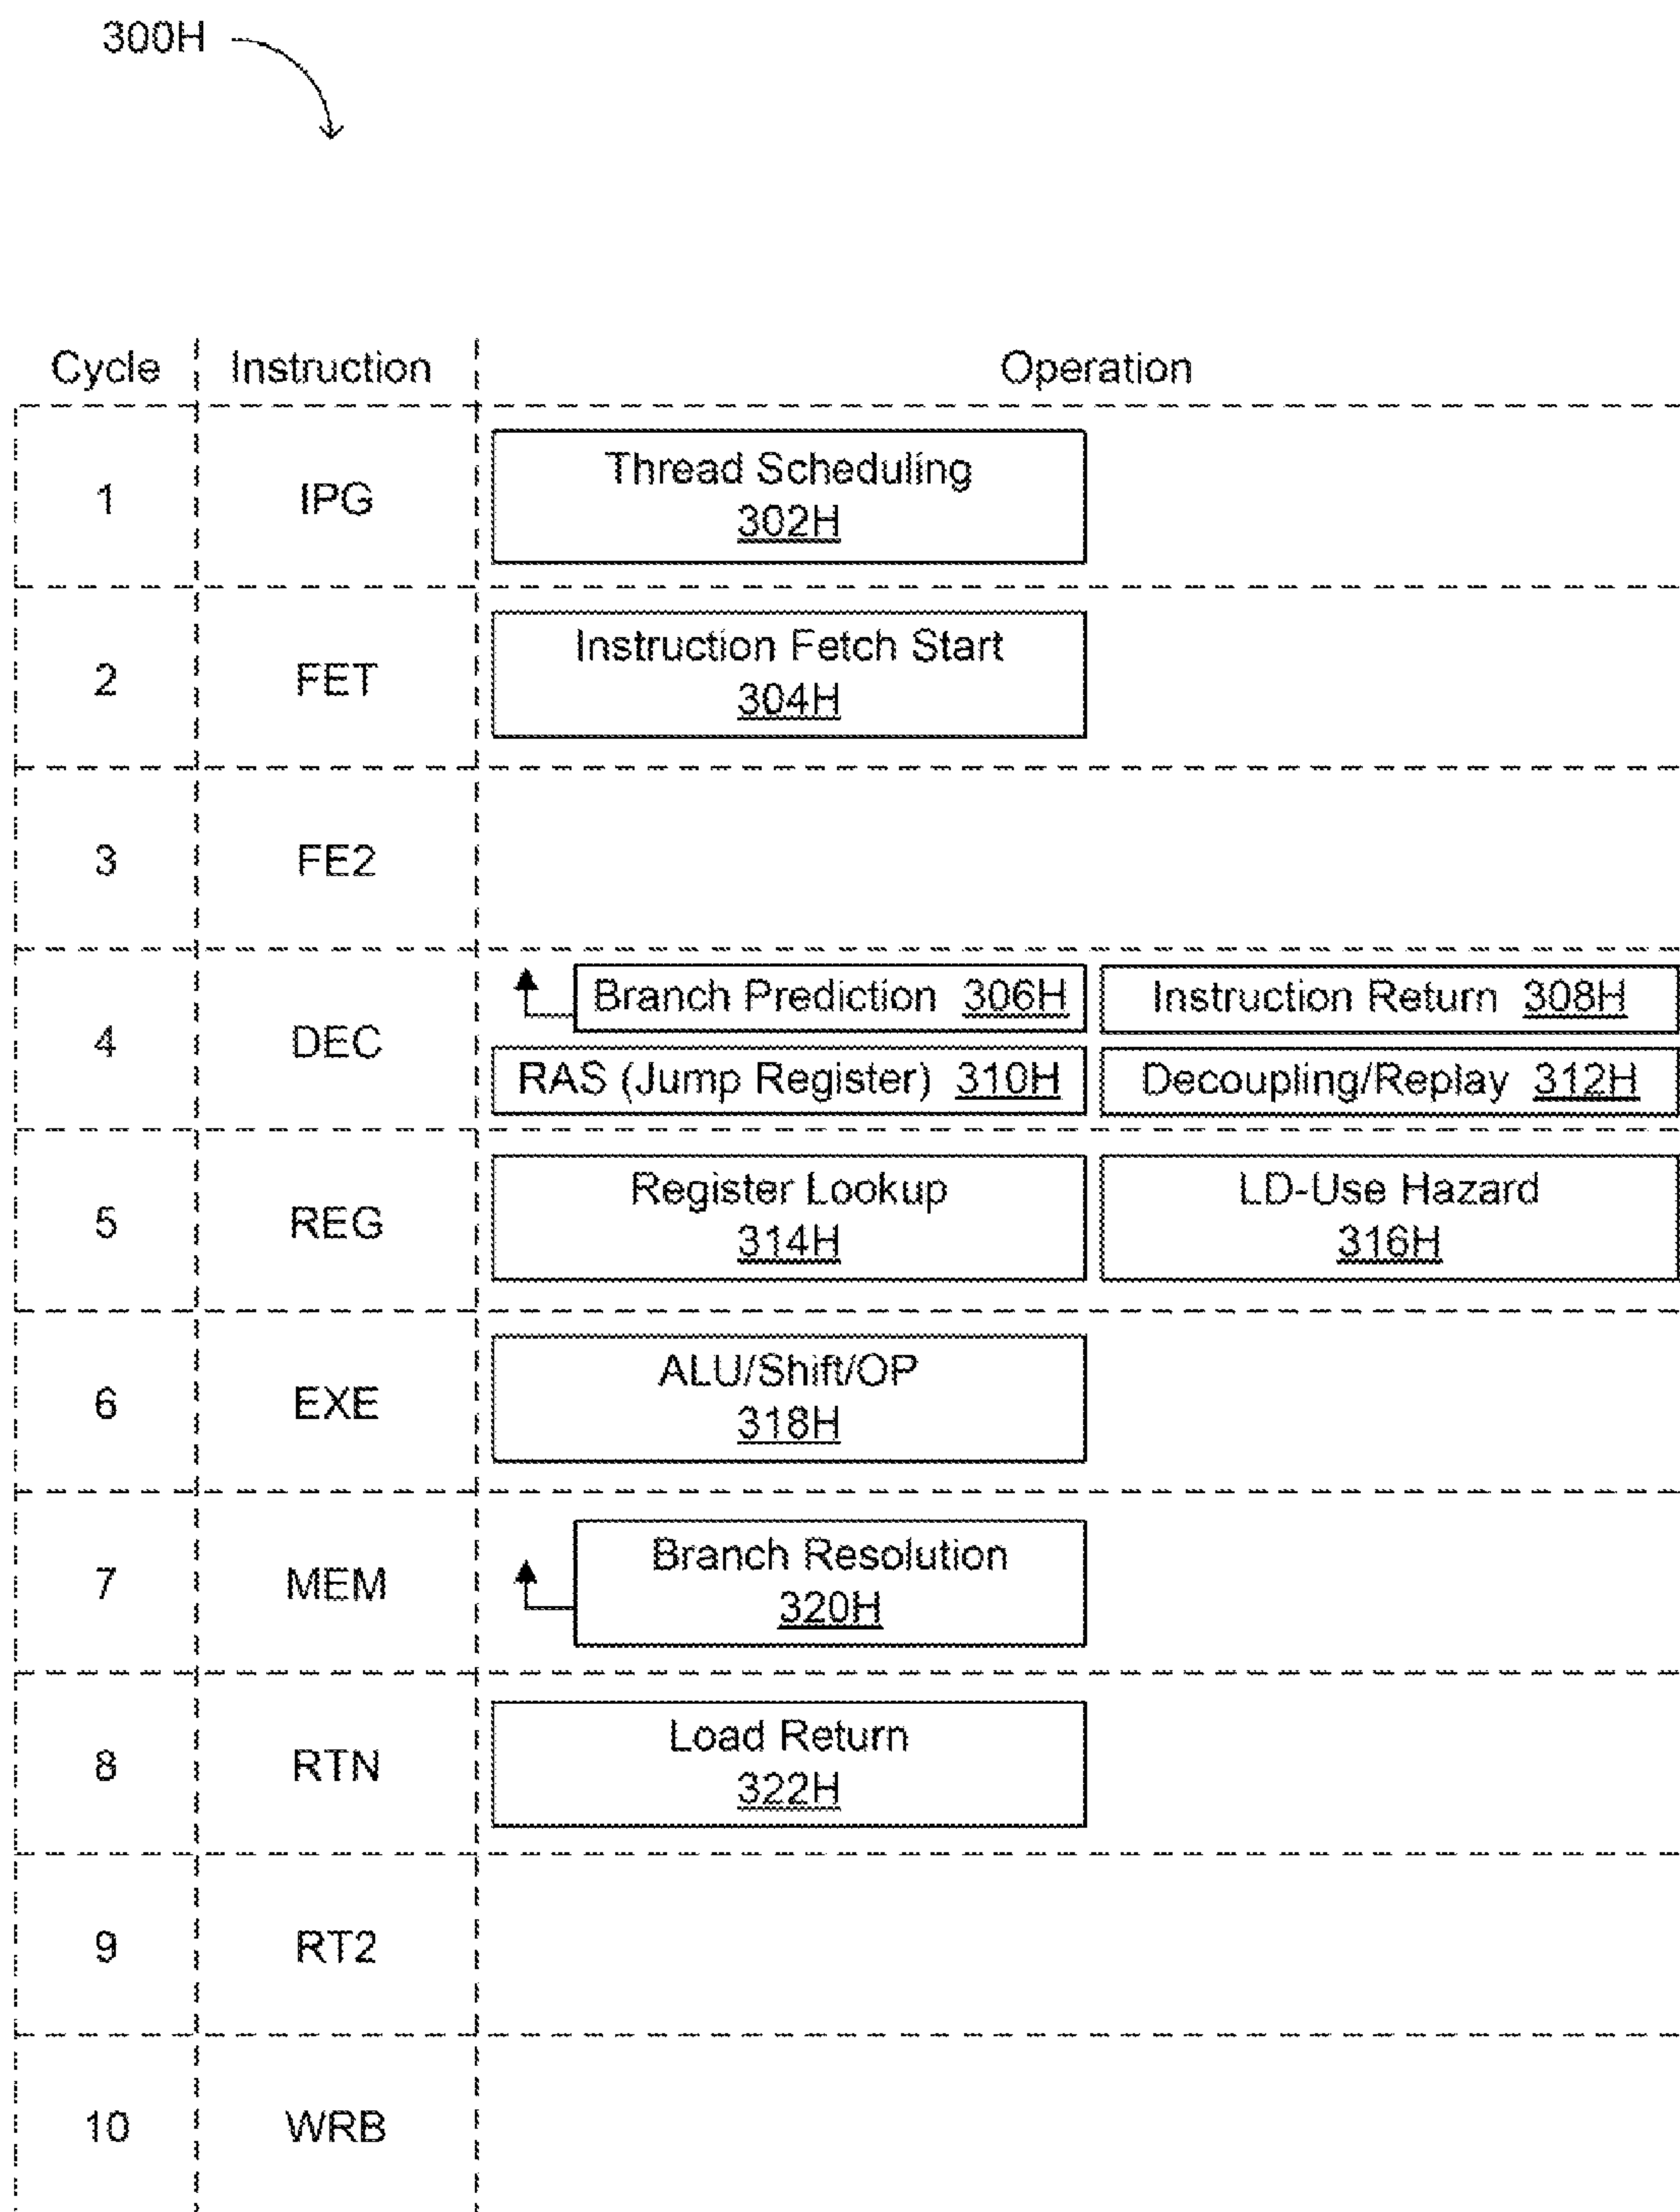 300H
Cycle Instruction Operation
1 IPG Thread Scheduling
302H
2 FET Instruction Fetch Start
304H
3 FE2
4 DEC Branch Prediction 306H Instruction Return 308H
RAS (Jump Register) 310H Decoupling/Replay 312H
5 REG Register Lookup LD-Use Hazard
314H 316H
6 EXE ALU/Shift/OP
318H
7 MEM Branch Resolution
320H
8 RTN Load Return
322H
9 RT2
10 WRB